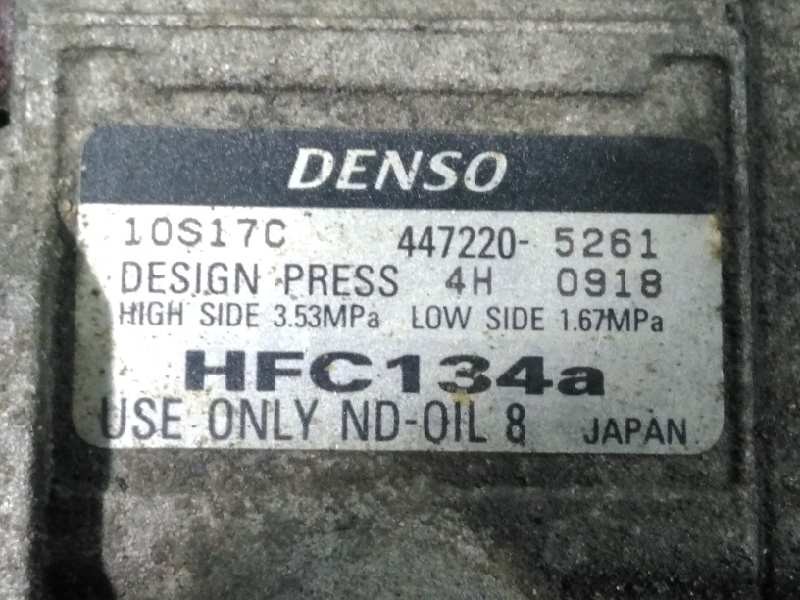 DENSO
10S17C 447220-5261
DESIGN PRESS 4H 0918
HIGH SIDE 3.53MPa LOW SIDE 1.67MPa
HFC134a
USE ONLY ND-OIL 8 JAPAN